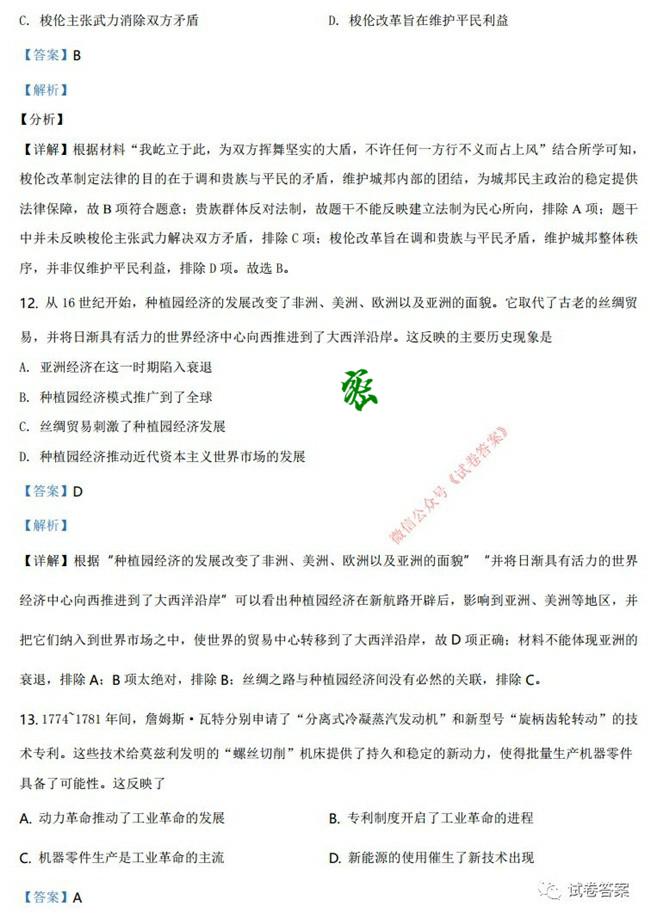 C. 梭伦主张武力消除双方矛盾 D. 梭伦改革旨在维护平民利益
【答案】B
【解析】
【分析】
【详解】根据材料“我屹立于此，为双方挥舞坚实的大盾，不许任何一方行不义而占上风”结合所学可知，
梭伦改革制定法律的目的在于调和贵族与平民的矛盾，维护城邦内部的团结，为城邦民主政治的稳定提供
法律保障，故 B 项符合题意；贵族群体反对法制，故题干不能反映建立法制为民心所向，排除 A 项；题干
中并未反映梭伦主张武力解决双方矛盾，排除 C 项；梭伦改革旨在调和贵族与平民矛盾，维护城邦整体秩
序，并非仅维护平民利益，排除 D 项。故选 B。
12. 从 16 世纪开始，种植园经济的发展改变了非洲、美洲、欧洲以及亚洲的面貌。它取代了古老的丝绸贸
易，并将日渐具有活力的世界经济中心向西推进到了大西洋沿岸。这反映的主要历史现象是
A. 亚洲经济在这一时期陷入衰退
B. 种植园经济模式推广到了全球
C. 丝绸贸易刺激了种植园经济发展
D. 种植园经济推动近代资本主义世界市场的发展
微信公众号《试卷答案》
【答案】D
【解析】
【详解】根据“种植园经济的发展改变了非洲、美洲、欧洲以及亚洲的面貌”“并将日渐具有活力的世界
经济中心向西推进到了大西洋沿岸”可以看出种植园经济在新航路开辟后，影响到亚洲、美洲等地区，并
把它们纳入到世界市场之中，使世界的贸易中心转移到了大西洋沿岸，故 D 项正确；材料不能体现亚洲的
衰退，排除 A；B 项太绝对，排除 B；丝绸之路与种植园经济间没有必然的关联，排除 C。
13. 1774~1781 年间，詹姆斯·瓦特分别申请了“分离式冷凝蒸汽发动机”和新型号“旋柄齿轮转动”的技
术专利。这些技术给莫兹利发明的“螺丝切削”机床提供了持久和稳定的新动力，使得批量生产机器零件
具备了可能性。这反映了
A. 动力革命推动了工业革命的发展 B. 专利制度开启了工业革命的进程
C. 机器零件生产是工业革命的主流 D. 新能源的使用催生了新技术出现
【答案】A
试卷答案